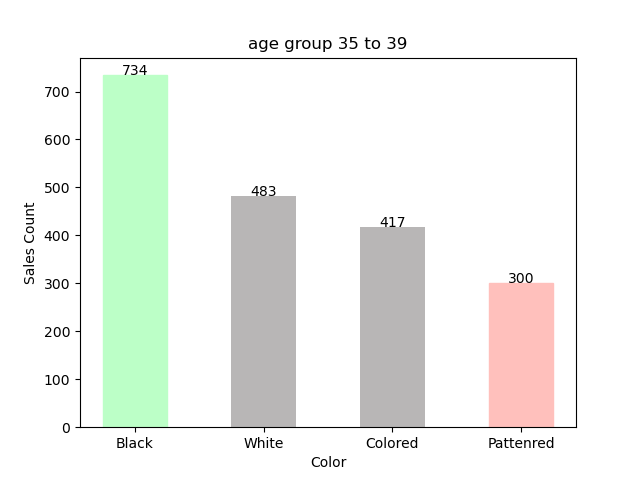 age group 35 to 39
734
700
600
500
400
300
200
100
0
Sales Count
483
417
300
Black
White
Colored
Pattenred
Color